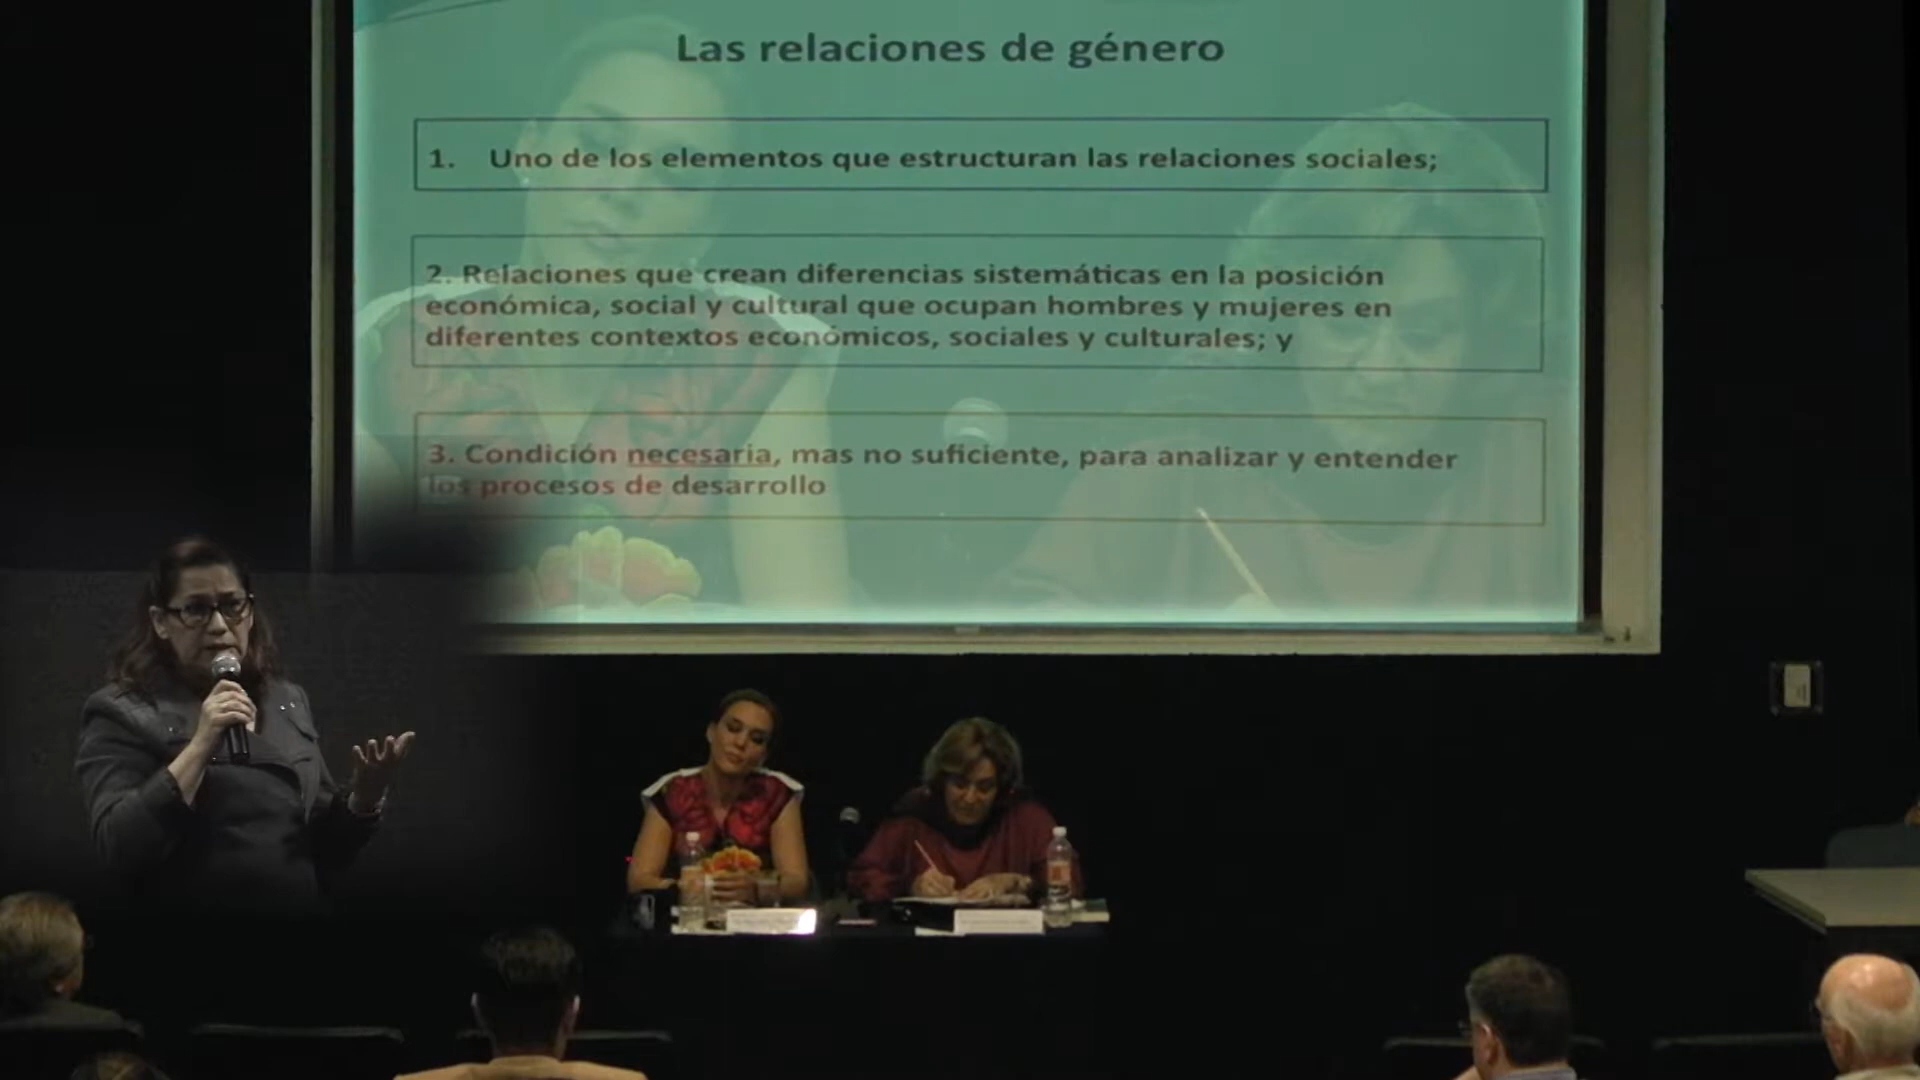 Las relaciones de género
1. Uno de los elementos que estructuran las relaciones sociales;
2. Relaciones que crean diferencias sistemáticas en la posición
económica, social y cultural que ocupan hombres y mujeres en
diferentes contextos económicos, sociales y culturales; y
3. Condición necesaria, mas no suficiente, para analizar y entender
los procesos de desarrollo